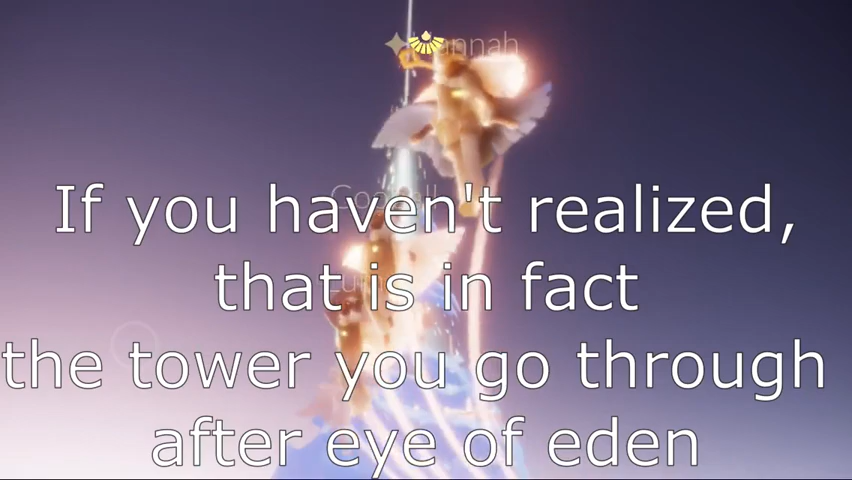 If you haven't realized,
that is in fact
the tower you go through
after eye of eden